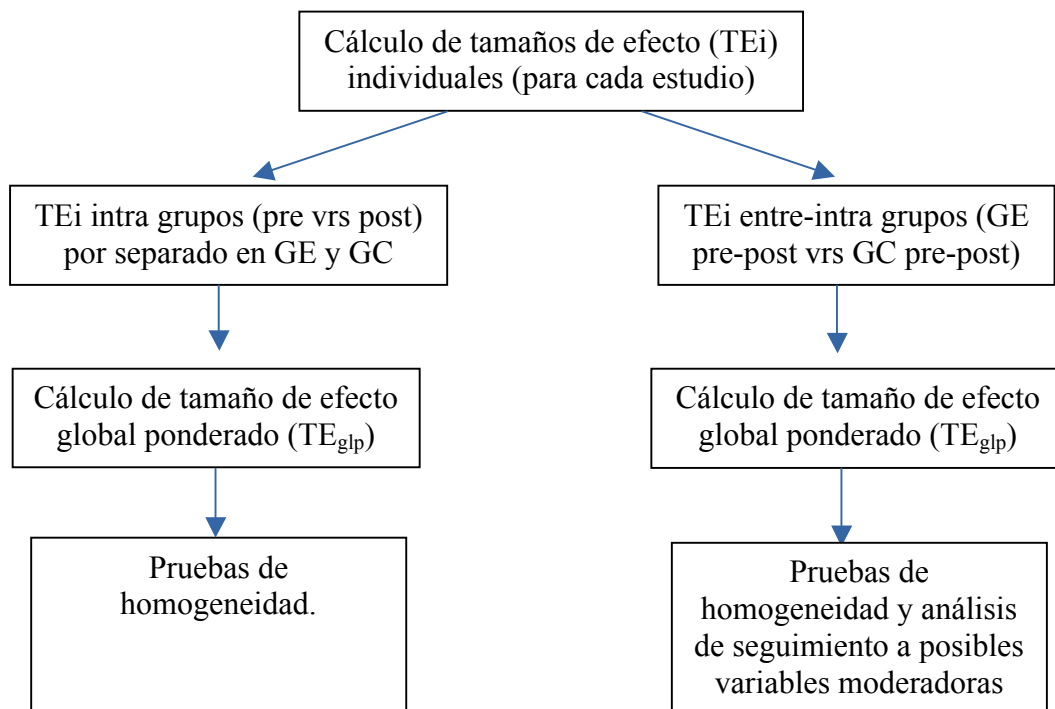 Cálculo de tamaños de efecto (TEi)
individuales (para cada estudio)
TEi intra grupos (pre vrs post)
por separado en GE y GC
TEi entre-intra grupos (GE
pre-post vrs GC pre-post)
Cálculo de tamaño de efecto
global ponderado (TEglp)
Cálculo de tamaño de efecto
global ponderado (TEglp)
Pruebas de
homogeneidad.
Pruebas de
homogeneidad y análisis
de seguimiento a posibles
variables moderadoras